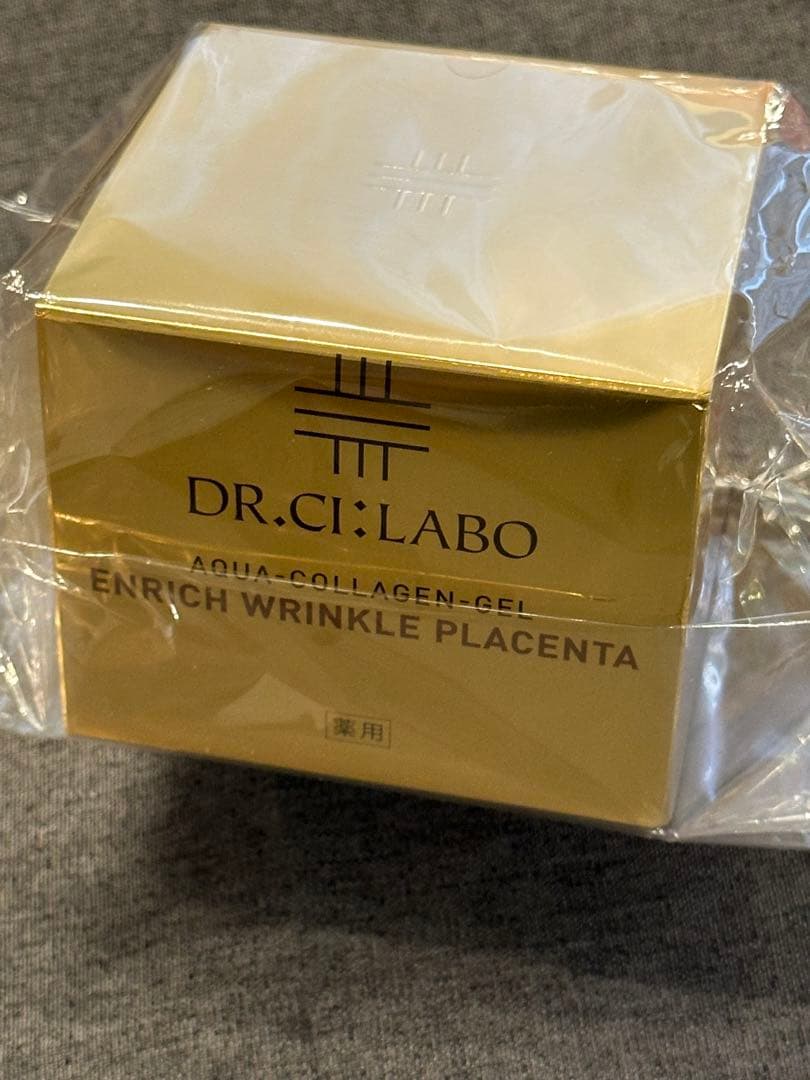 DR.CI:LABO
AQUA-COLLAGEN-GEL
ENRICH WRINKLE PLACENTA
薬用